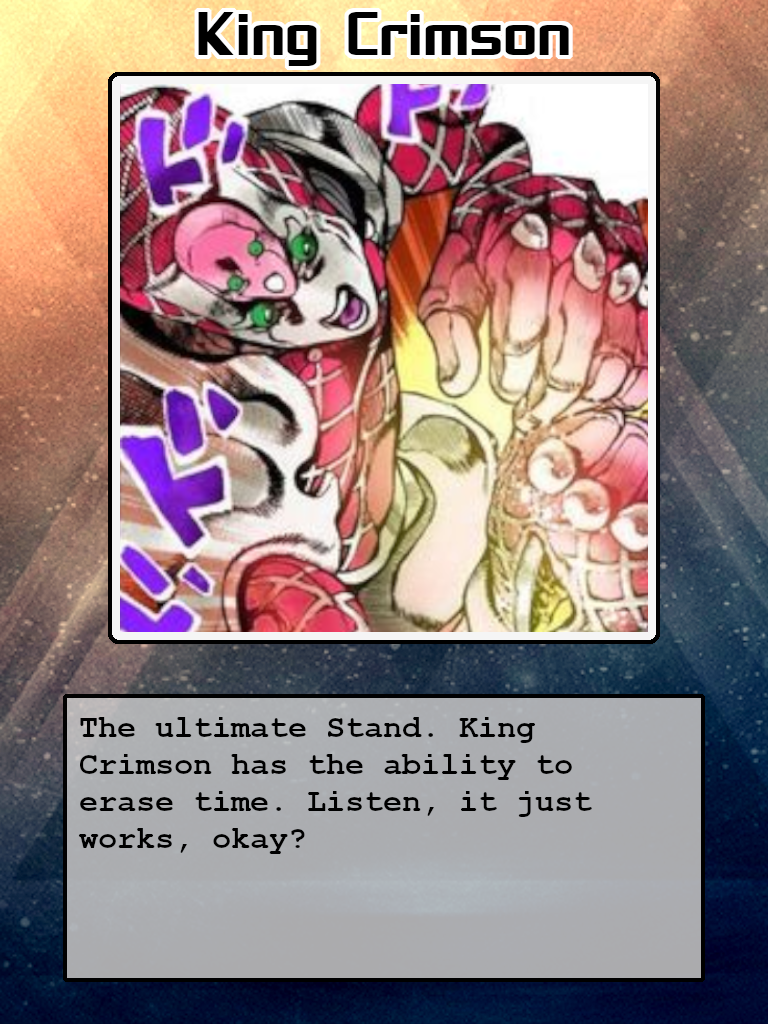 King Crimson
ド
ド
ド
ド
The ultimate Stand. King
Crimson has the ability to
erase time. Listen, it just
works, okay?